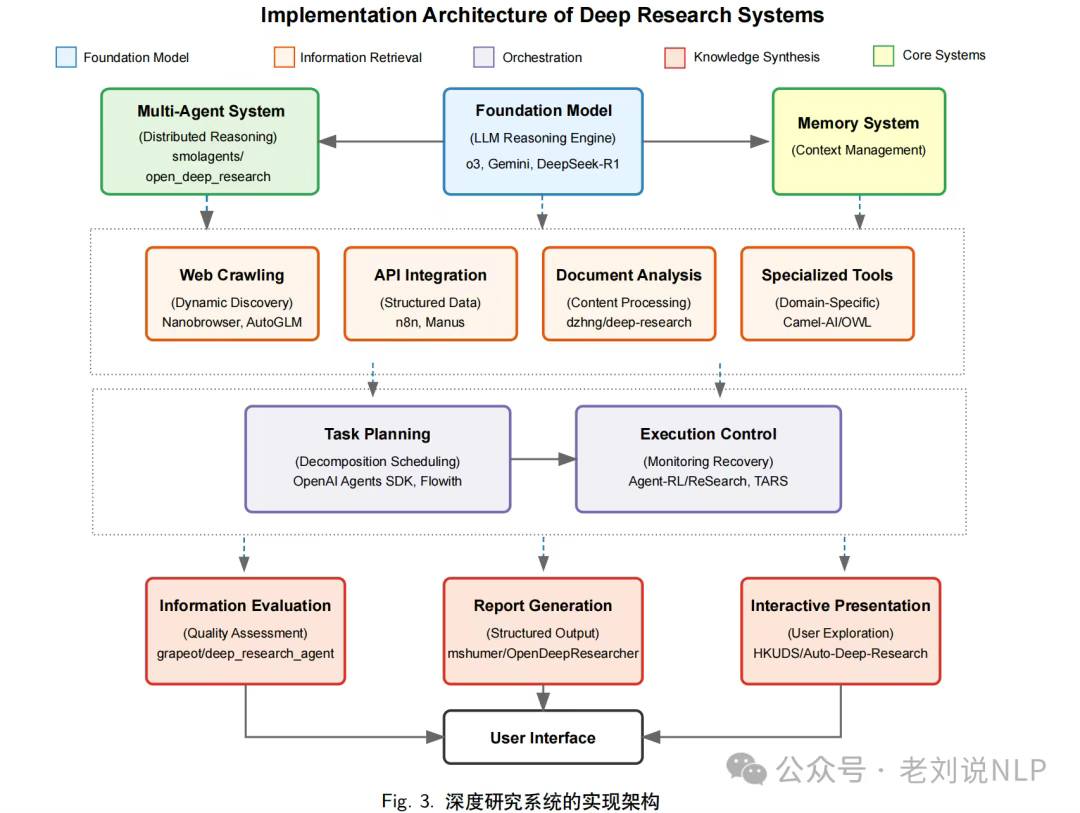 Implementation Architecture of Deep Research Systems
Foundation Model
Information Retrieval
Orchestration
Knowledge Synthesis
Core Systems
Multi-Agent System
(Distributed Reasoning)
smolagents/
open_deep_research
Foundation Model
(LLM Reasoning Engine)
o3, Gemini, DeepSeek-R1
Memory System
(Context Management)
Web Crawling
(Dynamic Discovery)
Nanobrowser, AutoGLM
API Integration
(Structured Data)
n8n, Manus
Document Analysis
(Content Processing)
dzhng/deep-research
Specialized Tools
(Domain-Specific)
Camel-AI/OWL
Task Planning
(Decomposition Scheduling)
OpenAI Agents SDK, Flowith
Execution Control
(Monitoring Recovery)
Agent-RL/ReSearch, TARS
Information Evaluation
(Quality Assessment)
grapeot/deep_research_agent
Report Generation
(Structured Output)
mshumer/OpenDeepResearcher
Interactive Presentation
(User Exploration)
HKUDS/Auto-Deep-Research
User Interface
公众号 · 老刘说NLP
Fig. 3. 深度研究系统的实现架构